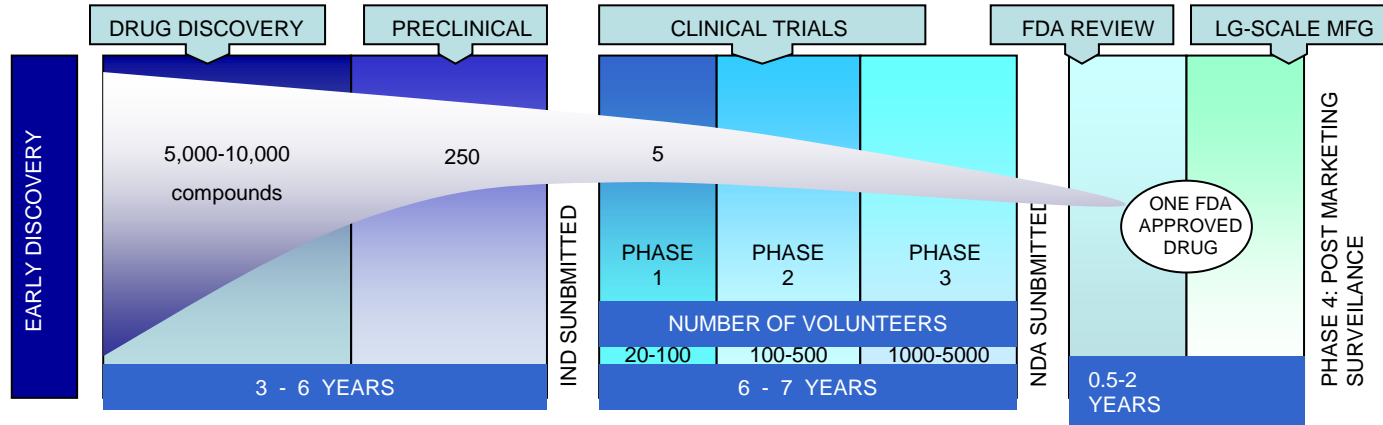 DRUG DISCOVERY
PRECLINICAL
CLINICAL TRIALS
FDA REVIEW
LG-SCALE MFG
EARLY DISCOVERY
5,000-10,000
compounds
250
5
IND SUNBMITTED
PHASE
1
PHASE
2
PHASE
3
NUMBER OF VOLUNTEERS
20-100
100-500
1000-5000
NDA SUNBMITTED
ONE FDA
APPROVED
DRUG
PHASE 4: POST MARKETING
SURVEILANCE
3 - 6 YEARS
6 - 7 YEARS
0.5-2
YEARS